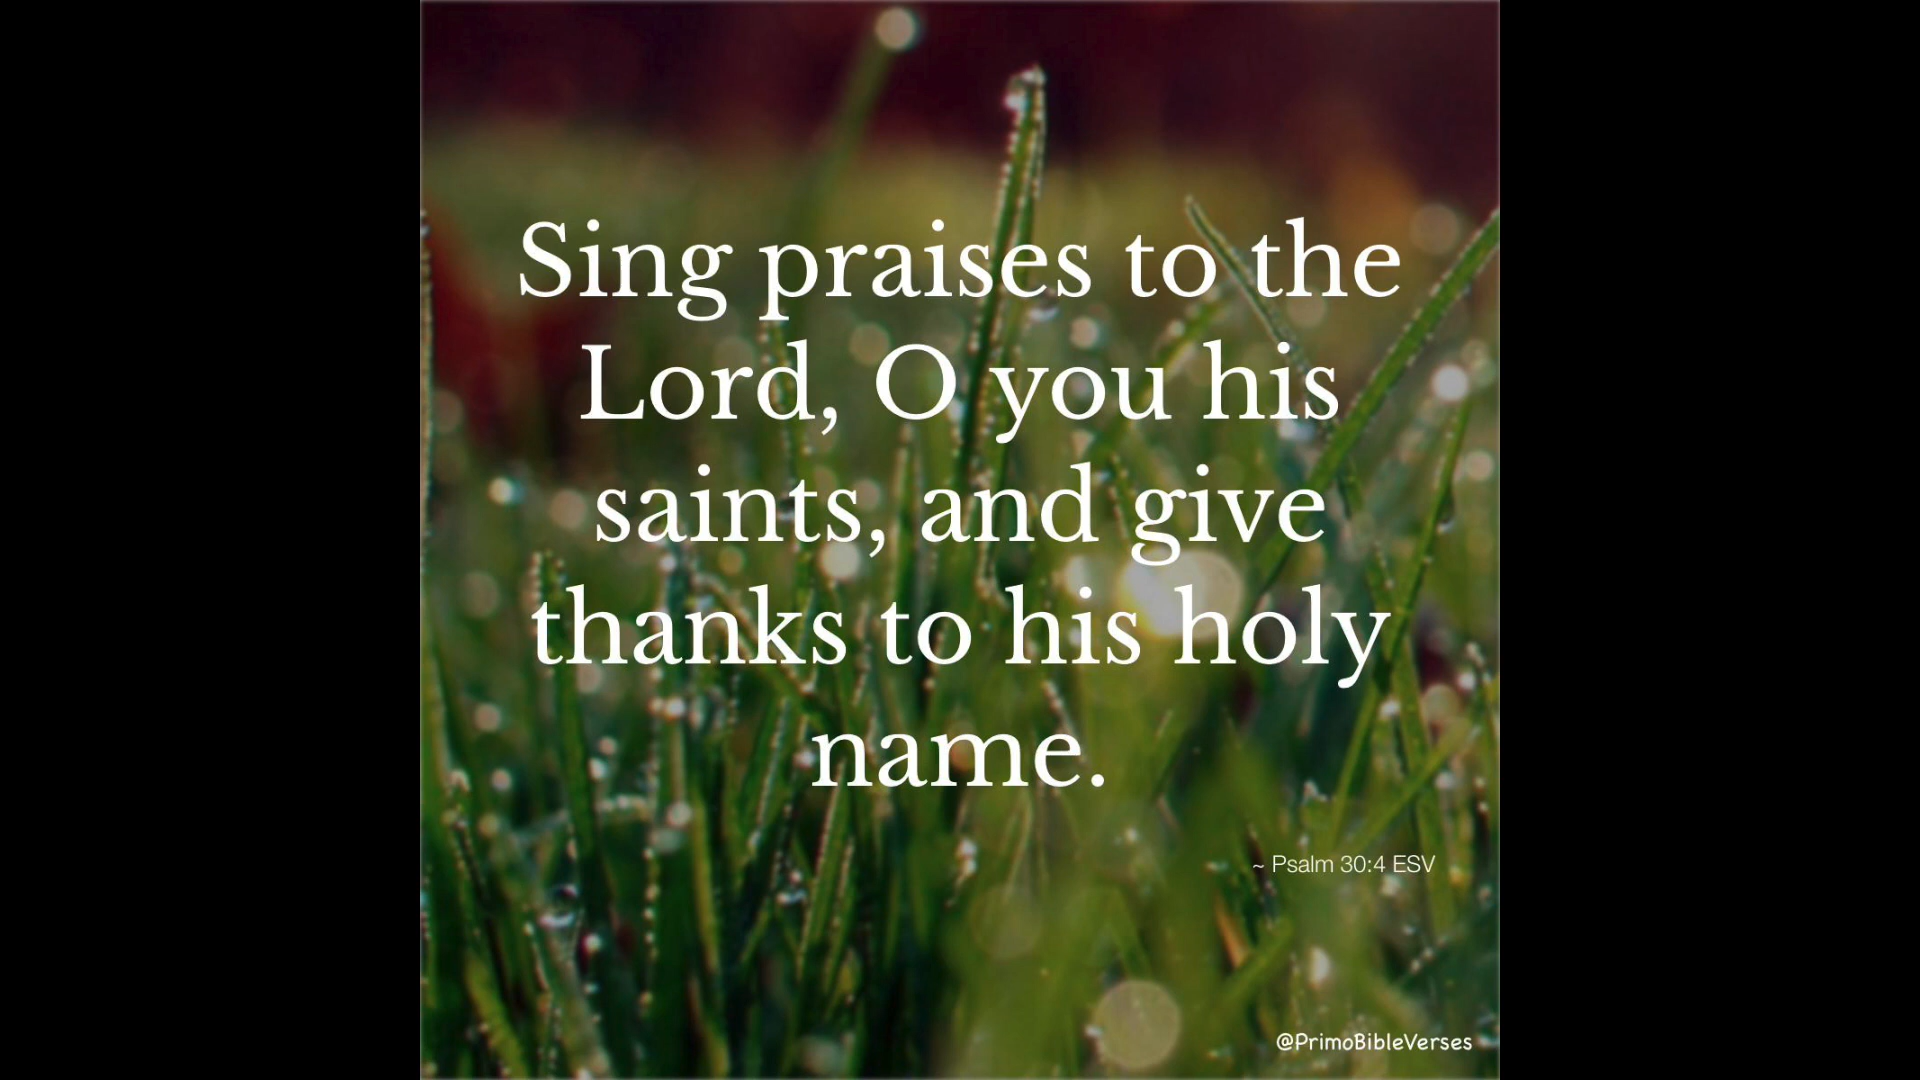 Sing praises to the
Lord, O you his
saints, and give
thanks to his holy
name.
~ Psalm 30:4 ESV
@PrimoBibleVerses